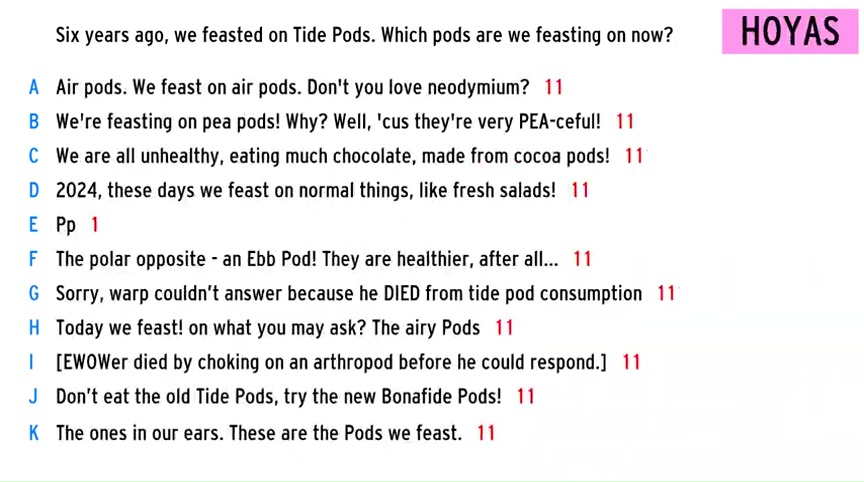 Six years ago, we feasted on Tide Pods. Which pods are we feasting on now?
HOYAS
A Air pods. We feast on air pods. Don't you love neodymium? 11
B We're feasting on pea pods! Why? Well, 'cus they're very PEA-ceful! 11
C We are all unhealthy, eating much chocolate, made from cocoa pods! 11
D 2024, these days we feast on normal things, like fresh salads! 11
E Pp 1
F The polar opposite - an Ebb Pod! They are healthier, after all... 11
G Sorry, warp couldn’t answer because he DIED from tide pod consumption 11
H Today we feast! on what you may ask? The airy Pods 11
I [EWOWer died by choking on an arthropod before he could respond.] 11
J Don’t eat the old Tide Pods, try the new Bonafide Pods! 11
K The ones in our ears. These are the Pods we feast. 11